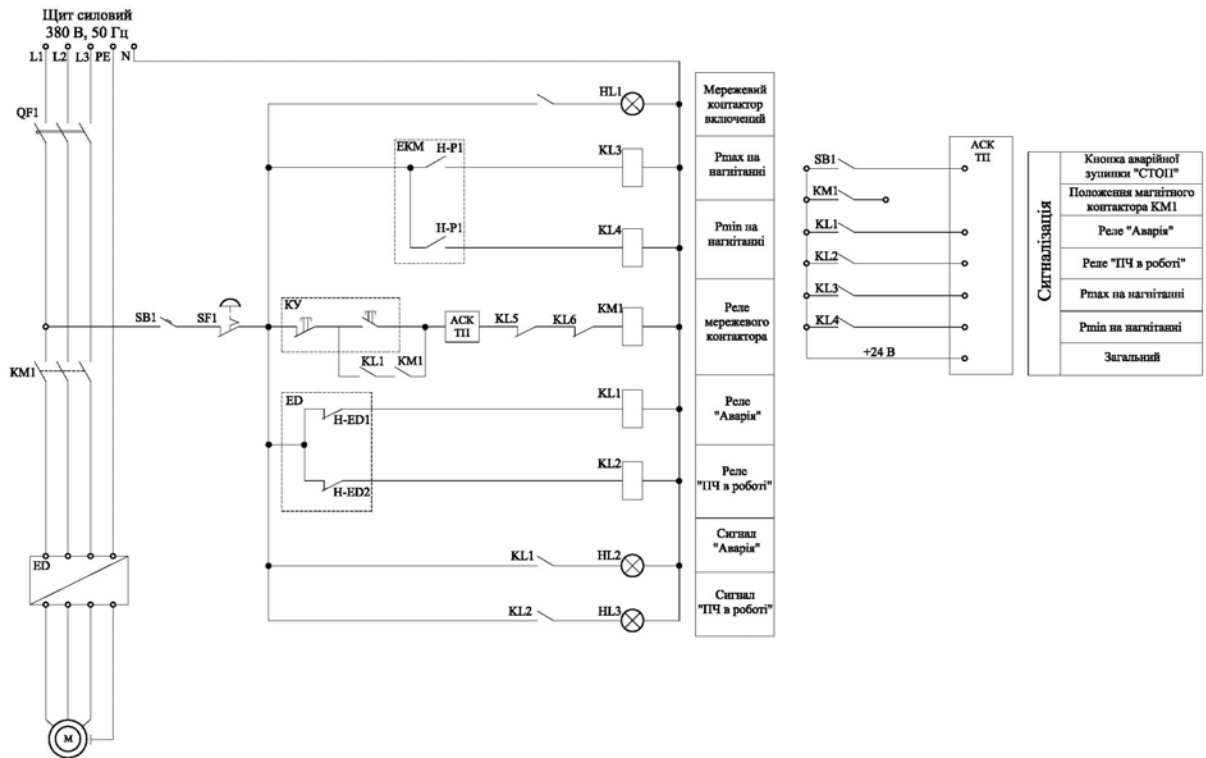 Щит силовий
380 В, 50 Гц
L1 L2 L3 PE N
QF1
HL1
Мережевий
контактор
включений
ЕКМ
Н-Р1
KL3
Pmax на
нагнітанні
Н-Р1
KL4
Pmin на
нагнітанні
SB1
SF1
КУ
АСК
ТП
KL5
KL6
KM1
Реле
мережевого
контактора
KL1
KM1
KM1
ED
Н-ED1
KL1
Реле
"Аварія"
Н-ED2
KL2
Реле
"ПЧ в роботі"
ED
KL1
HL2
Сигнал
"Аварія"
KL2
HL3
Сигнал
"ПЧ в роботі"
М
SB1
KM1
KL1
KL2
KL3
KL4
+24 В
АСК
ТП
Сигналізація
Кнопка аварійної
зупинки "СТОП"
Положення магнітного
контактора КМ1
Реле "Аварія"
Реле "ПЧ в роботі"
Pmax на нагнітанні
Pmin на нагнітанні
Загальний